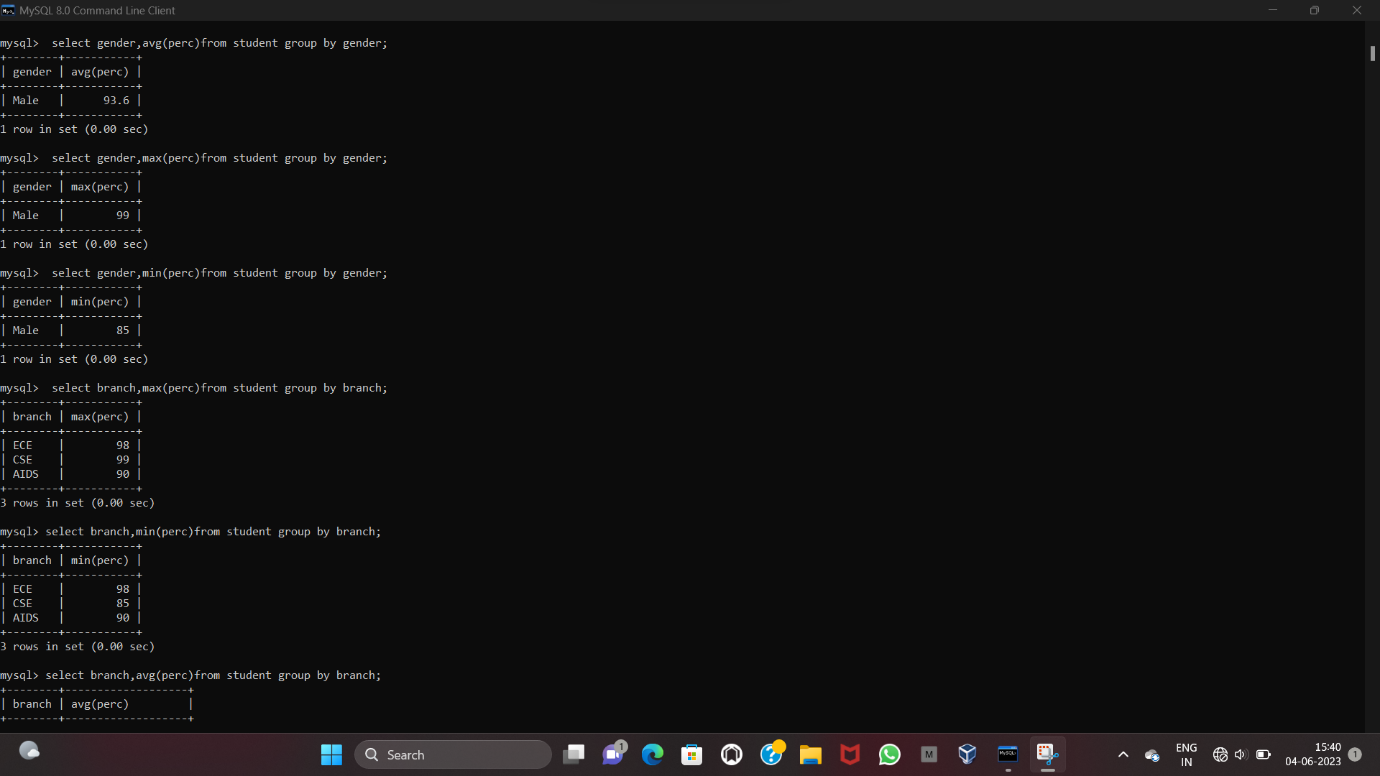 MySQL 8.0 Command Line Client
mysql>  select gender,avg(perc)from student group by gender;
+--------+-----------+
| gender | avg(perc) |
+--------+-----------+
| Male   |      93.6 |
+--------+-----------+
1 row in set (0.00 sec)
mysql>  select gender,max(perc)from student group by gender;
+--------+-----------+
| gender | max(perc) |
+--------+-----------+
| Male   |        99 |
+--------+-----------+
1 row in set (0.00 sec)
mysql>  select gender,min(perc)from student group by gender;
+--------+-----------+
| gender | min(perc) |
+--------+-----------+
| Male   |        85 |
+--------+-----------+
1 row in set (0.00 sec)
mysql>  select branch,max(perc)from student group by branch;
+--------+-----------+
| branch | max(perc) |
+--------+-----------+
| ECE    |        98 |
| CSE    |        99 |
| AIDS   |        90 |
+--------+-----------+
3 rows in set (0.00 sec)
mysql> select branch,min(perc)from student group by branch;
+--------+-----------+
| branch | min(perc) |
+--------+-----------+
| ECE    |        98 |
| CSE    |        85 |
| AIDS   |        90 |
+--------+-----------+
3 rows in set (0.00 sec)
mysql> select branch,avg(perc)from student group by branch;
+--------+-------------------+
| branch | avg(perc)         |
+--------+-------------------+
Search
1
M
MySQL
ENG
IN
15:40
04-06-2023
1